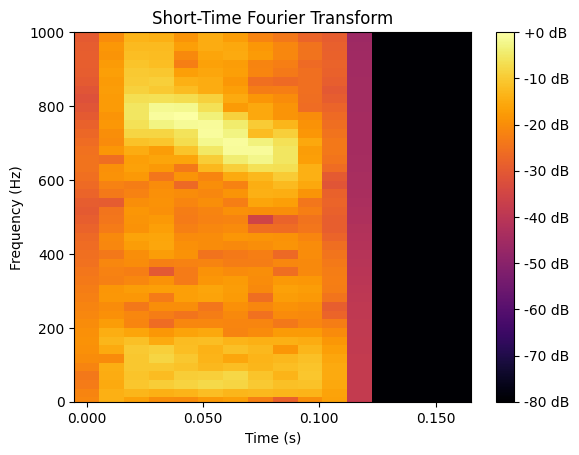 Short-Time Fourier Transform
Frequency (Hz)
1000
800
600
400
200
0
0.000
0.050
0.100
0.150
Time (s)
+0 dB
-10 dB
-20 dB
-30 dB
-40 dB
-50 dB
-60 dB
-70 dB
-80 dB